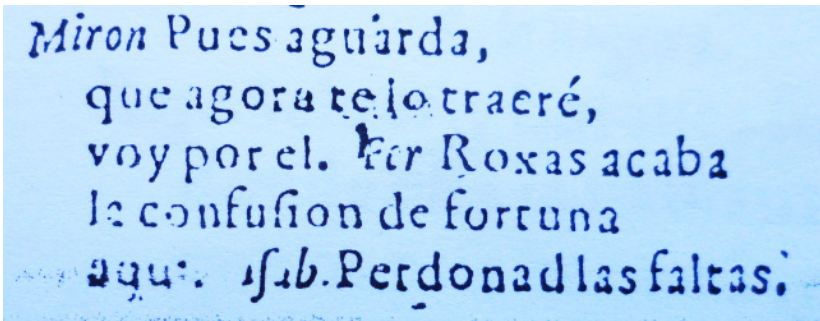 Miron Pues aguarda,
que agora te lo traeré,
voy por el. Fer Roxas acaba
la confuſion de fortuna
aqui. iſab. Perdonad las faltas.